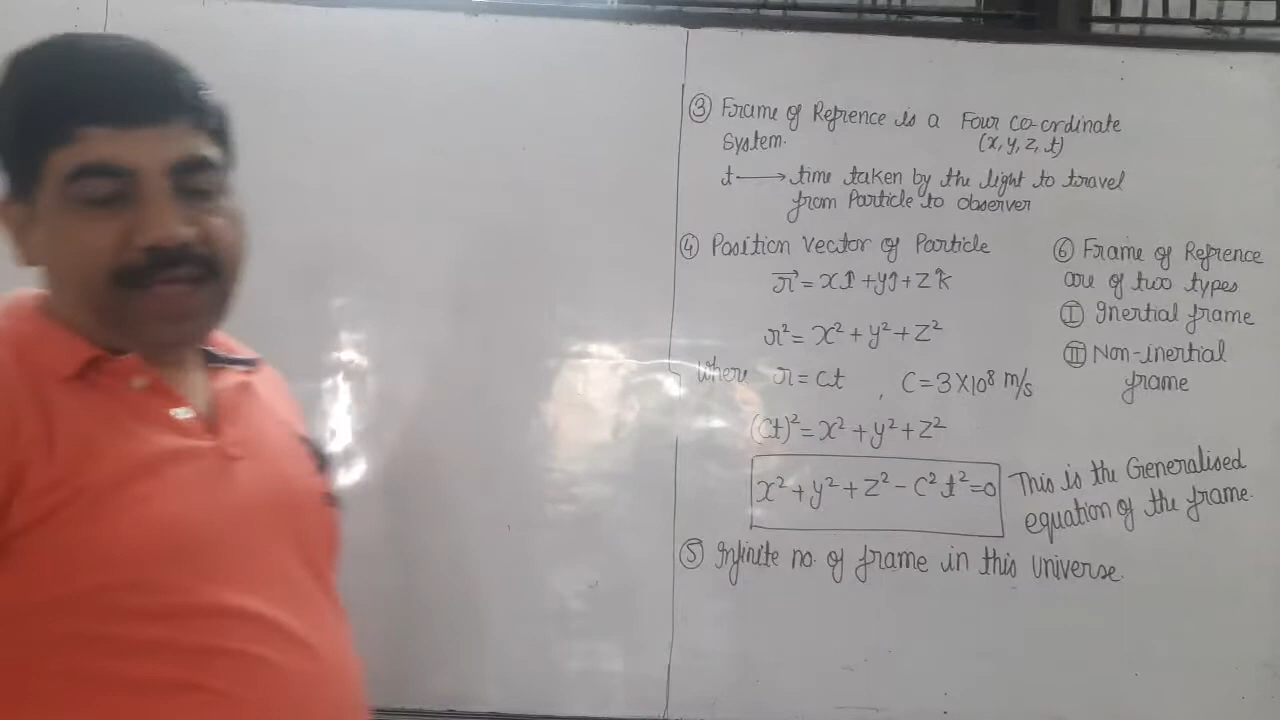 ③ Frame of Refrence is a Four co-ordinate
System. (x, y, z, t)
t ⟶ time taken by the light to travel
from Particle to observer
④ Position vector of Particle
r⃗ = xî + yĵ + zk̂
r² = x² + y² + z²
where r = ct , C = 3×10⁸ m/s
(ct)² = x² + y² + z²
x² + y² + z² - c² t² = 0 This is the Generalised
equation of the frame.
⑤ Infinite no. of frame in this universe.
⑥ Frame of Refrence
are of two types
Ⓘ Inertial frame
Ⓘ̲Ⓘ Non-inertial
frame